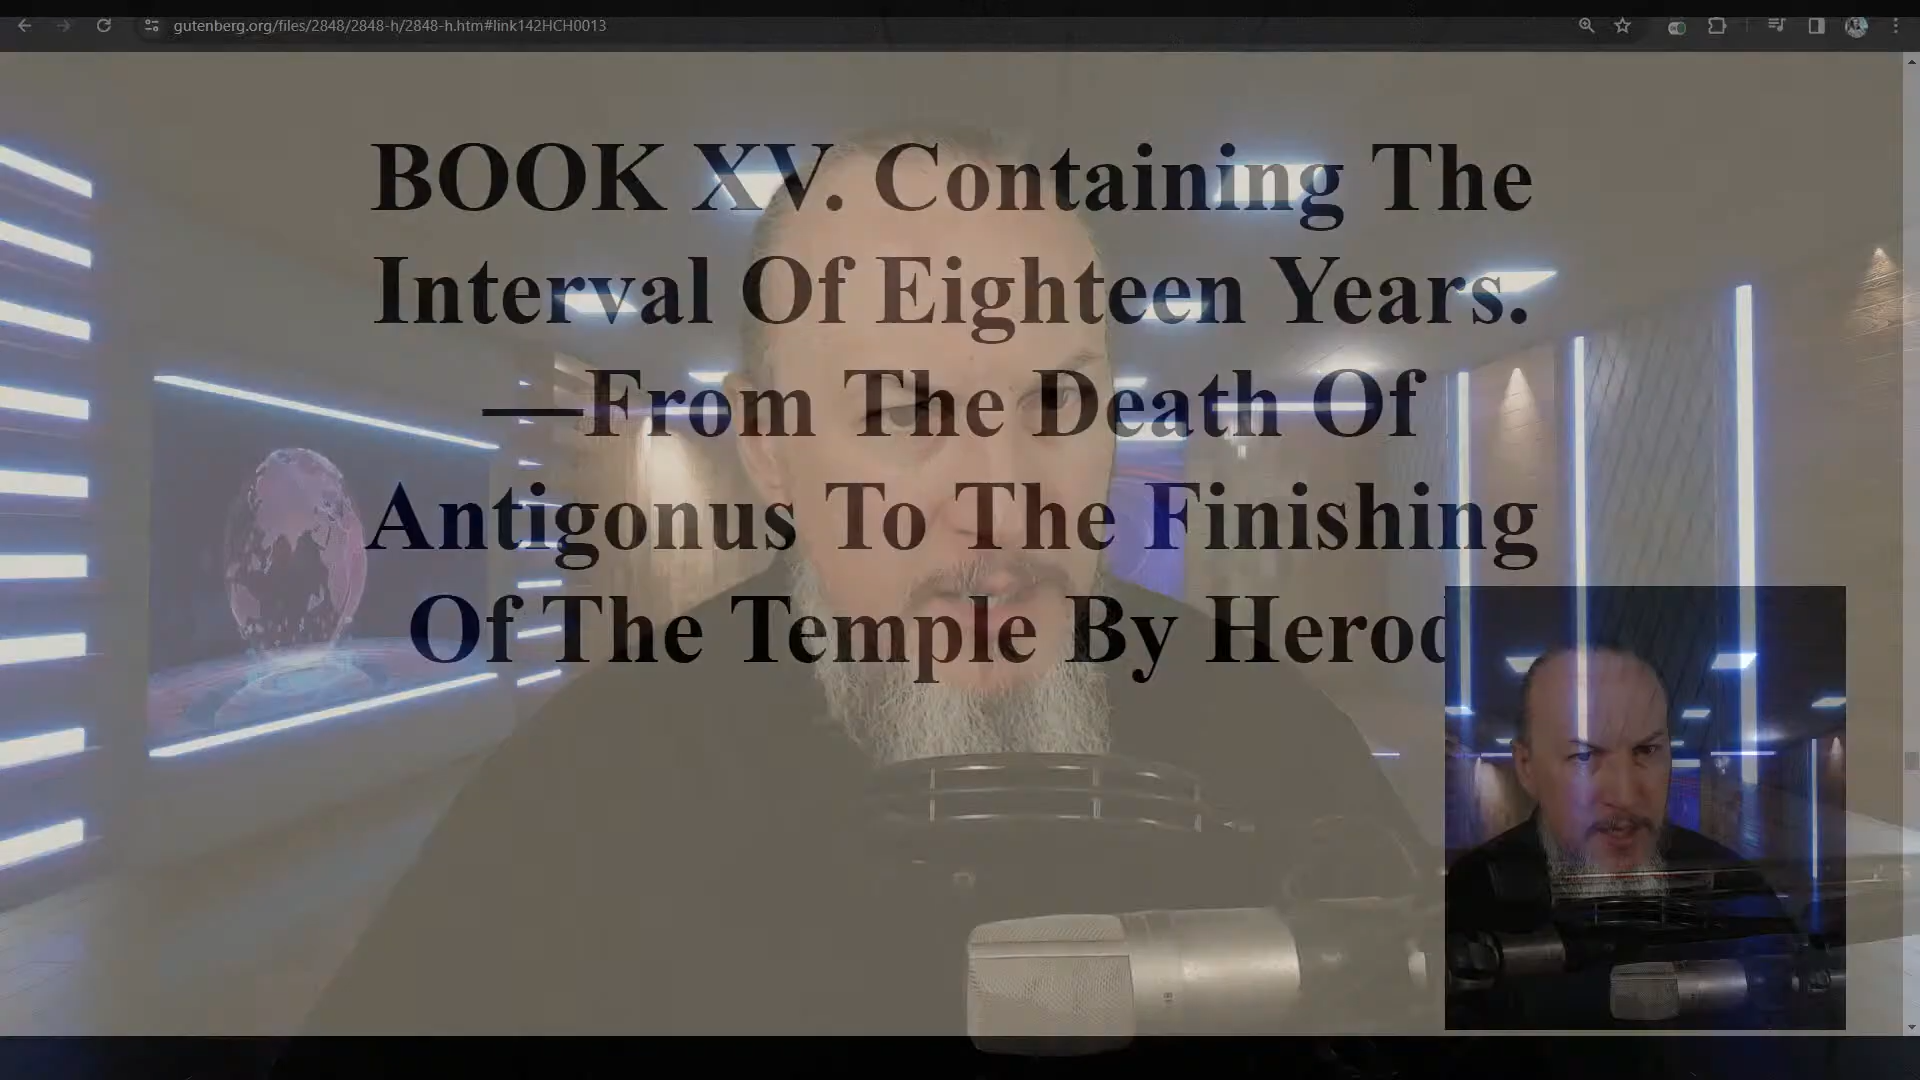 gutenberg.org/files/2848/2848-h/2848-h.htm#link142HCH0013
BOOK XV. Containing The
Interval Of Eighteen Years.
—From The Death Of
Antigonus To The Finishing
Of The Temple By Herod